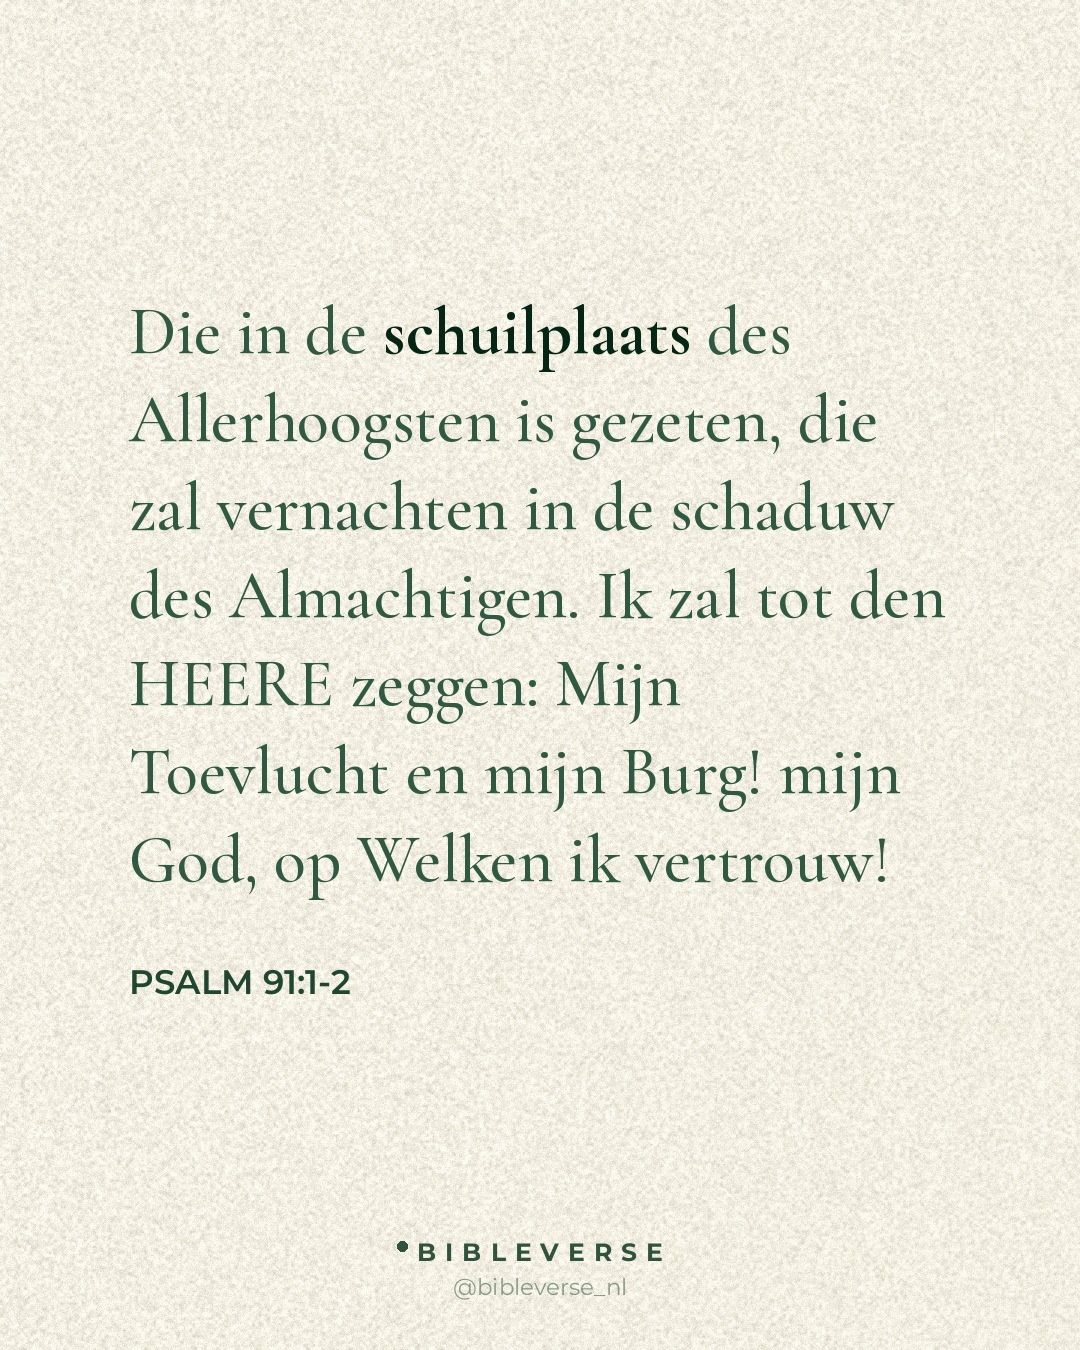 Die in de schuilplaats des
Allerhoogsten is gezeten, die
zal vernachten in de schaduw
des Almachtigen. Ik zal tot den
HEERE zeggen: Mijn
Toevlucht en mijn Burg! mijn
God, op Welken ik vertrouw!
PSALM 91:1-2
BIBLEVERSE
@bibleverse_nl